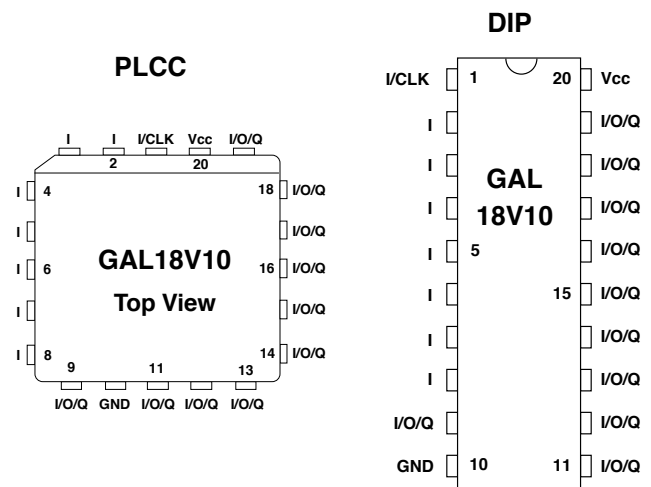 DIP
PLCC
I/CLK 1 20 Vcc
I I/O/Q
I I I/CLK Vcc I/O/Q
2 20
I I/O/Q
GAL
18V10
I 4 18 I/O/Q
I I/O/Q
I I/O/Q
I 5 I/O/Q
I 6 16 I/O/Q
GAL18V10
Top View
I 15 I/O/Q
I I/O/Q
I I/O/Q
I 8 14 I/O/Q
9 11 13
I I/O/Q
I/O/Q GND I/O/Q I/O/Q I/O/Q
I/O/Q I/O/Q
GND 10 11 I/O/Q